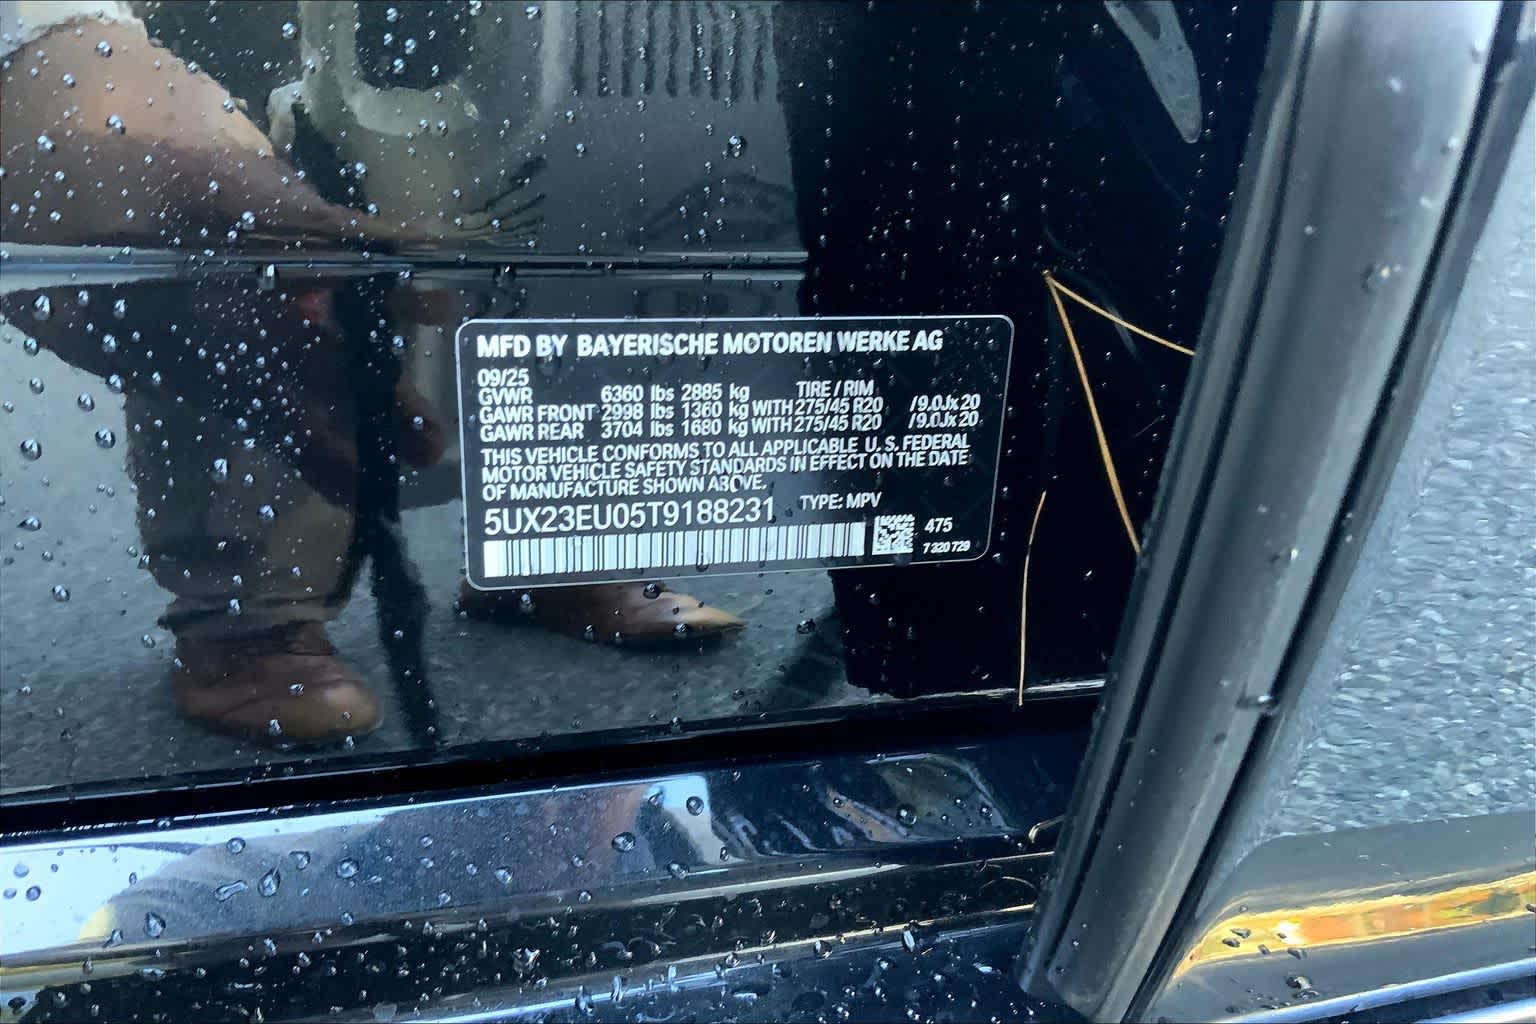 MFD BY BAYERISCHE MOTOREN WERKE AG
09/25
GVWR 6360 lbs 2885 kg TIRE / RIM
GAWR FRONT 2998 lbs 1360 kg WITH 275/45 R20 /9.0Jx20
GAWR REAR 3704 lbs 1680 kg WITH 275/45 R20 /9.0Jx20
THIS VEHICLE CONFORMS TO ALL APPLICABLE U.S. FEDERAL
MOTOR VEHICLE SAFETY STANDARDS IN EFFECT ON THE DATE
OF MANUFACTURE SHOWN ABOVE.
5UX23EU05T9188231 TYPE: MPV
475
7 320 729